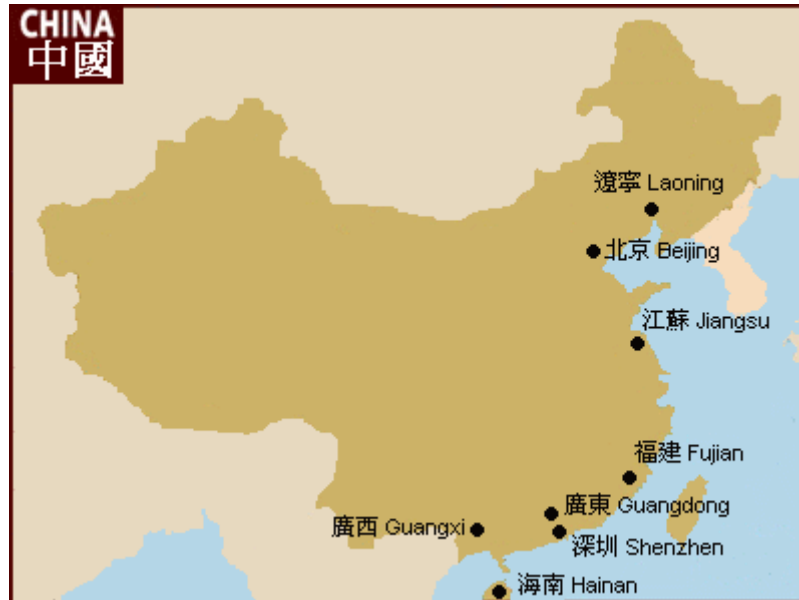 CHINA
中國
遼寧 Laoning
北京 Beijing
江蘇 Jiangsu
福建 Fujian
廣東 Guangdong
廣西 Guangxi
深圳 Shenzhen
海南 Hainan